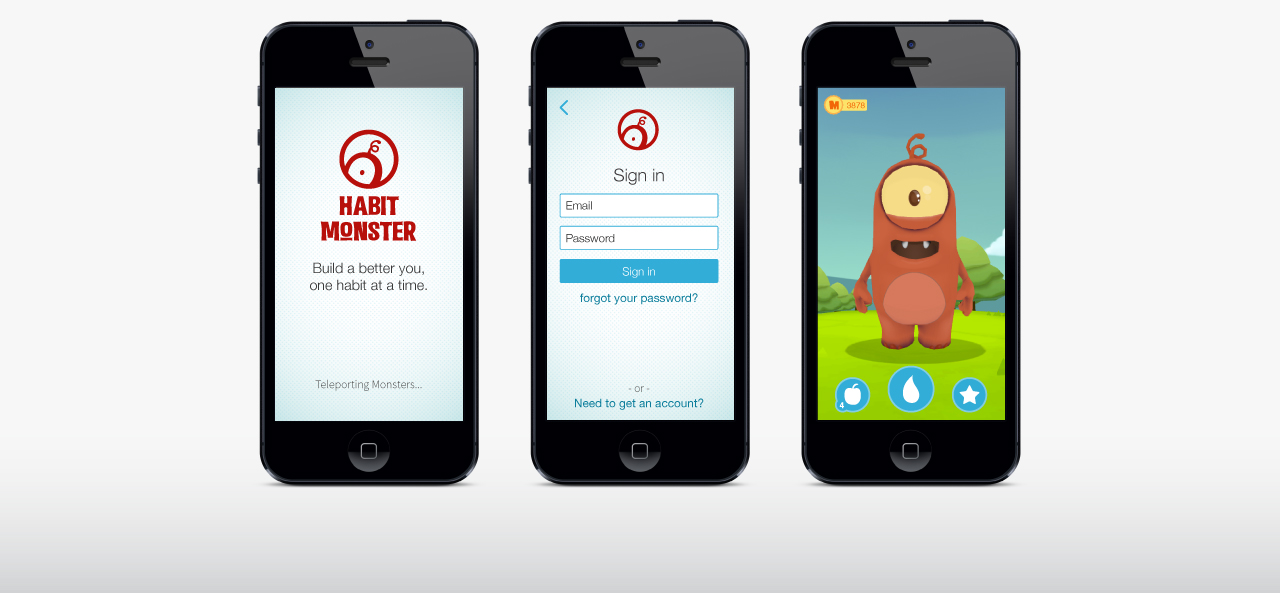 HABIT
MONSTER
Build a better you,
one habit at a time.
Teleporting Monsters...
Sign in
Email
Password
Sign in
forgot your password?
- or -
Need to get an account?
M 3878
4